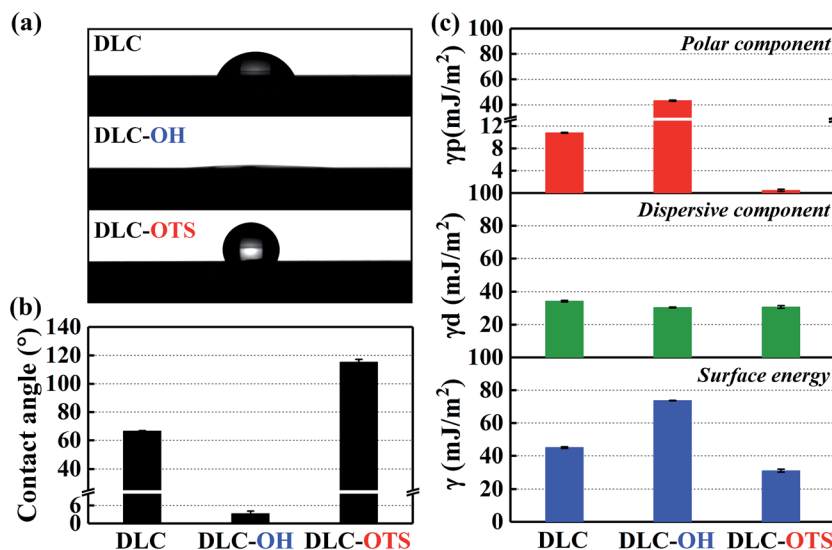 (a)
DLC
DLC-OH
DLC-OTS
(b)
Contact angle (°)
140
120
100
80
60
40
6
0
DLC DLC-OH DLC-OTS
(c)
Polar component
γp(mJ/m²)
100
80
60
40
12
8
4
100
Dispersive component
γd (mJ/m²)
80
60
40
20
100
Surface energy
γ (mJ/m²)
80
60
40
20
0
DLC DLC-OH DLC-OTS